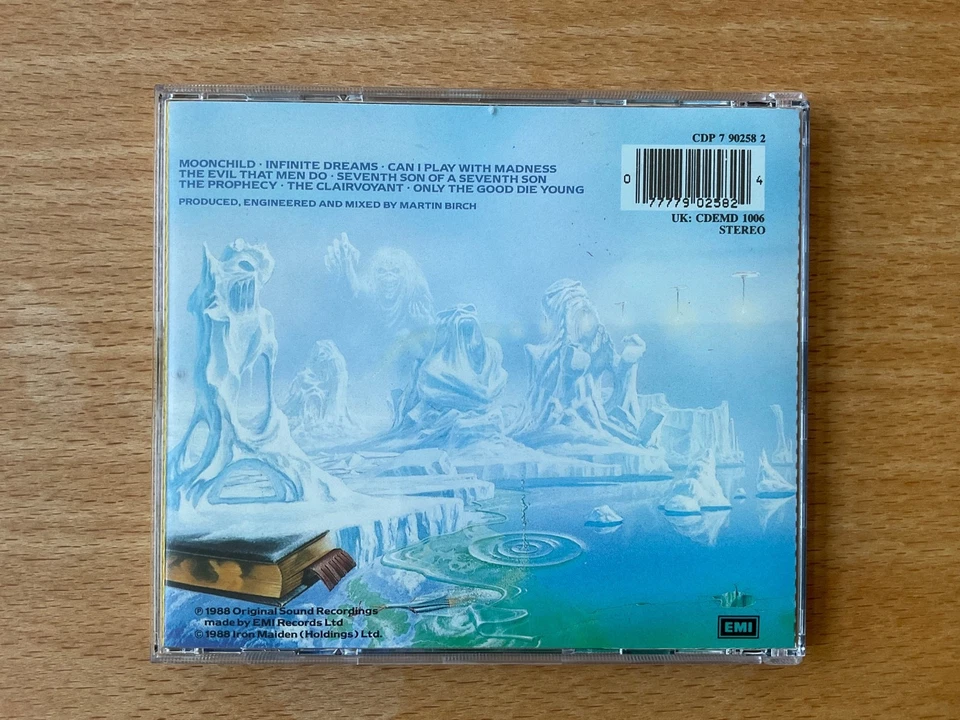 CDP 7 90258 2
MOONCHILD · INFINITE DREAMS · CAN I PLAY WITH MADNESS
THE EVIL THAT MEN DO · SEVENTH SON OF A SEVENTH SON
THE PROPHECY · THE CLAIRVOYANT · ONLY THE GOOD DIE YOUNG
PRODUCED, ENGINEERED AND MIXED BY MARTIN BIRCH
0 77779 02582 4
UK: CDEMD 1006
STEREO
℗ 1988 Original Sound Recordings
made by EMI Records Ltd
© 1988 Iron Maiden (Holdings) Ltd.
EMI